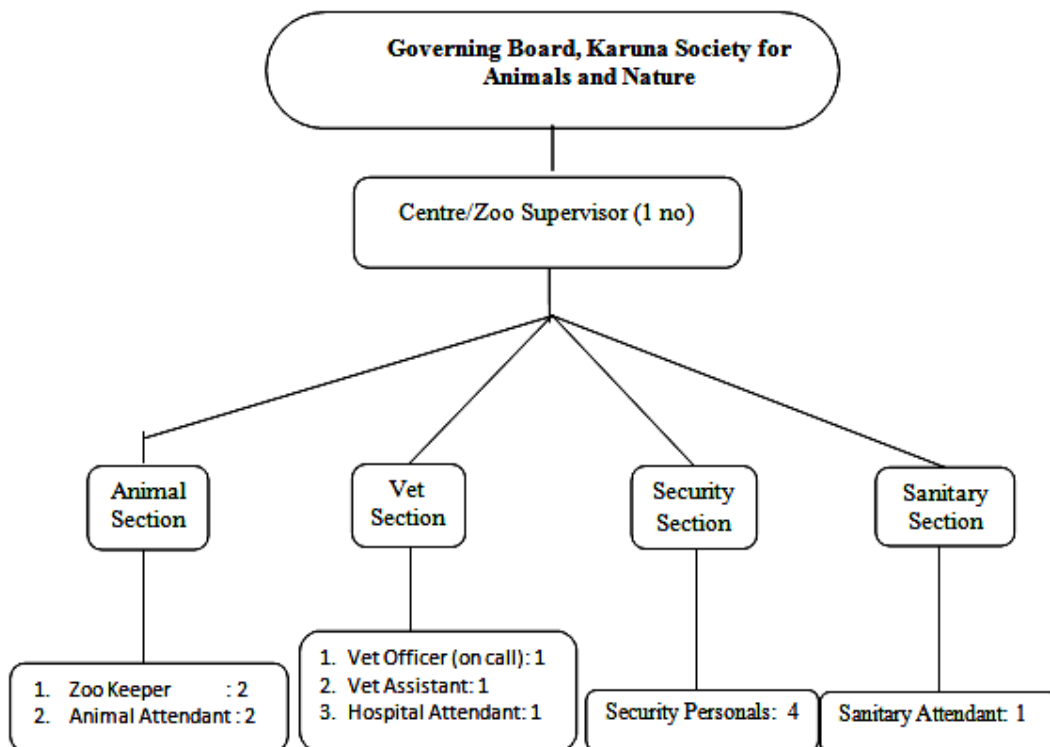 Governing Board, Karuna Society for
Animals and Nature
Centre/Zoo Supervisor (1 no)
Animal
Section
Vet
Section
Security
Section
Sanitary
Section
1. Zoo Keeper : 2
2. Animal Attendant : 2
1. Vet Officer (on call): 1
2. Vet Assistant: 1
3. Hospital Attendant: 1
Security Personals: 4
Sanitary Attendant: 1